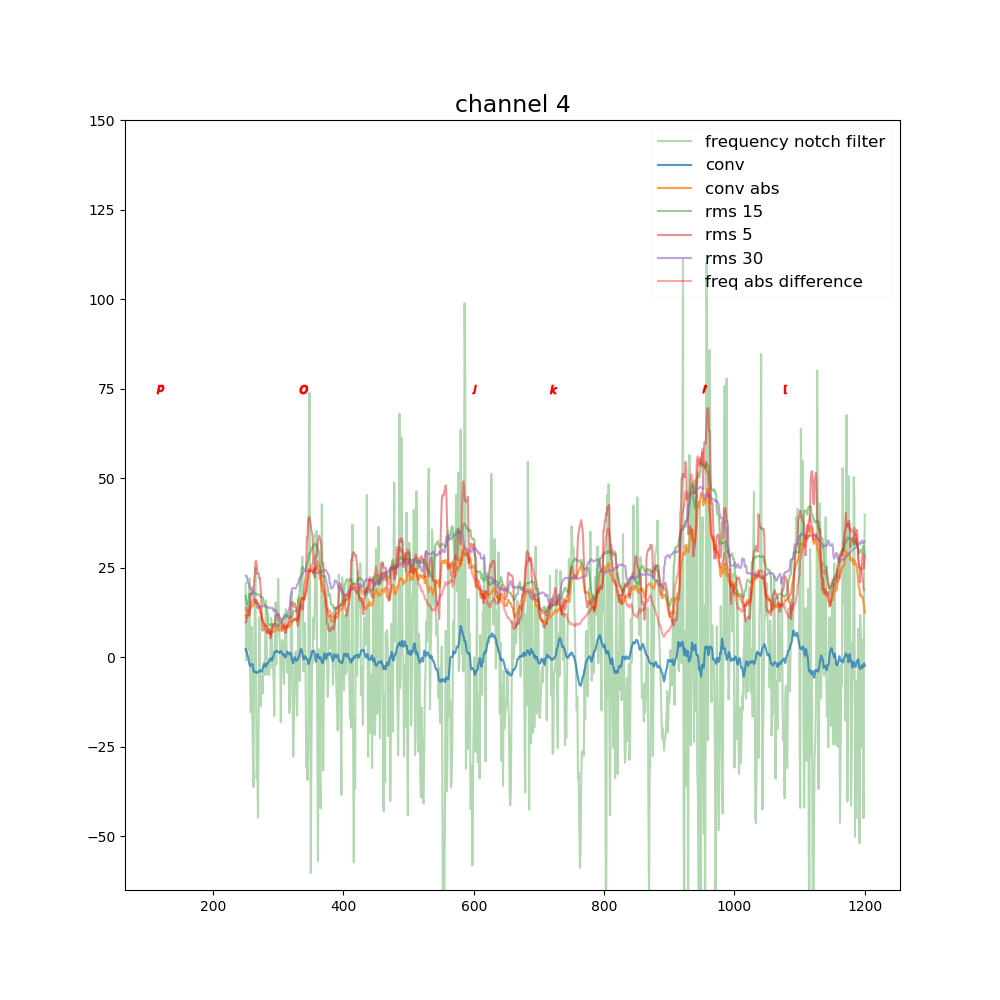 channel 4
150
125
100
75
50
25
0
−25
−50
200
400
600
800
1000
1200
frequency notch filter
conv
conv abs
rms 15
rms 5
rms 30
freq abs difference
p
o
k